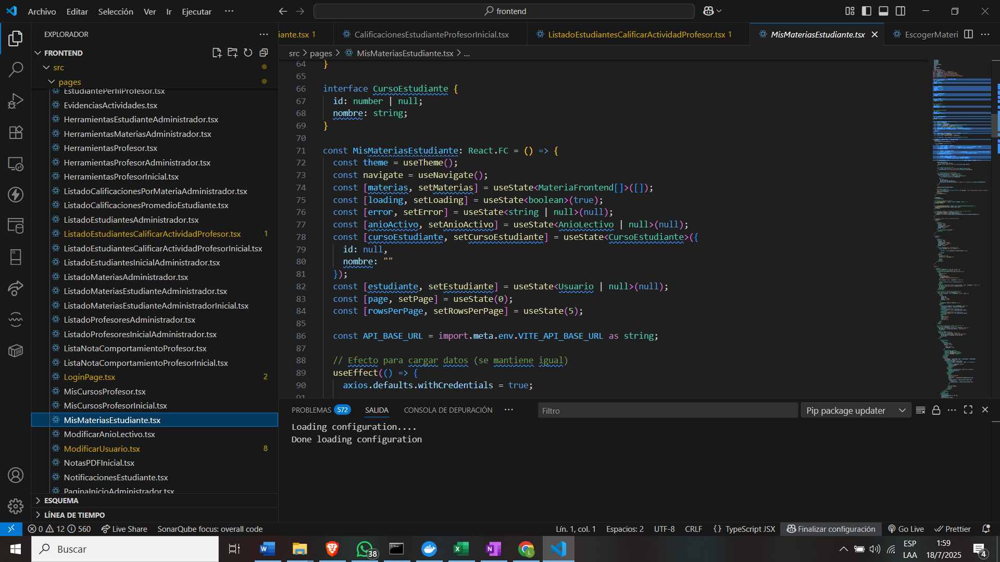 Archivo Editar Selección Ver Ir Ejecutar ··· frontend
EXPLORADOR ···
FRONTEND
src
pages
EstudiantePerfilProfesor.tsx
EvidenciasActividades.tsx
HerramientasEstudianteAdministrador.tsx
HerramientasMateriasAdministrador.tsx
HerramientasProfesor.tsx
HerramientasProfesorAdministrador.tsx
HerramientasProfesorInicial.tsx
ListadoCalificacionesPorMateriaAdministrador.tsx
ListadoCalificacionesPromedioEstudiante.tsx
ListadoEstudiantesAdministrador.tsx
ListadoEstudiantesCalificarActividadProfesor.tsx 1
ListadoEstudiantesCalificarActividadProfesorInicial.tsx
ListadoEstudiantesInicialAdministrador.tsx
ListadoMateriasAdministrador.tsx
ListadoMateriasEstudianteAdministrador.tsx
ListadoMateriasEstudianteAdministradorInicial.tsx
ListadoProfesoresAdministrador.tsx
ListadoProfesoresInicialAdministrador.tsx
ListaNotaComportamientoProfesor.tsx
ListaNotaComportamientoProfesorInicial.tsx
LoginPage.tsx 2
MisCursosProfesor.tsx
MisCursosProfesorInicial.tsx
MisMateriasEstudiante.tsx
ModificarAnioLectivo.tsx
ModificarUsuario.tsx 8
NotasPDFInicial.tsx
NotificacionesEstudiante.tsx
PaginaInicioAdministrador.tsx
ESQUEMA
LÍNEA DE TIEMPO
iante.tsx 1 CalificacionesEstudianteProfesorInicial.tsx ListadoEstudiantesCalificarActividadProfesor.tsx 1 MisMateriasEstudiante.tsx EscogerMateri ···
src > pages > MisMateriasEstudiante.tsx > ...
64 }
65
66 interface CursoEstudiante {
67 id: number | null;
68 nombre: string;
69 }
70
71 const MisMateriasEstudiante: React.FC = () => {
72 const theme = useTheme();
73 const navigate = useNavigate();
74 const [materias, setMaterias] = useState<MateriaFrontend[]>([]);
75 const [loading, setLoading] = useState<boolean>(true);
76 const [error, setError] = useState<string | null>(null);
77 const [anioActivo, setAnioActivo] = useState<AnioLectivo | null>(null);
78 const [cursoEstudiante, setCursoEstudiante] = useState<CursoEstudiante>({
79 id: null,
80 nombre: ""
81 });
82 const [estudiante, setEstudiante] = useState<Usuario | null>(null);
83 const [page, setPage] = useState(0);
84 const [rowsPerPage, setRowsPerPage] = useState(5);
85
86 const API_BASE_URL = import.meta.env.VITE_API_BASE_URL as string;
87
88 // Efecto para cargar datos (se mantiene igual)
89 useEffect(() => {
90 axios.defaults.withCredentials = true;
91
PROBLEMAS 572 SALIDA CONSOLA DE DEPURACIÓN ··· Filtro Pip package updater ···
Loading configuration....
Done loading configuration
0 12 560 Live Share SonarQube focus: overall code Lín. 1, col. 1 Espacios: 2 UTF-8 CRLF {} TypeScript JSX Finalizar configuración Go Live Prettier
Buscar 38 ESP LAA 1:59 18/7/2025 4